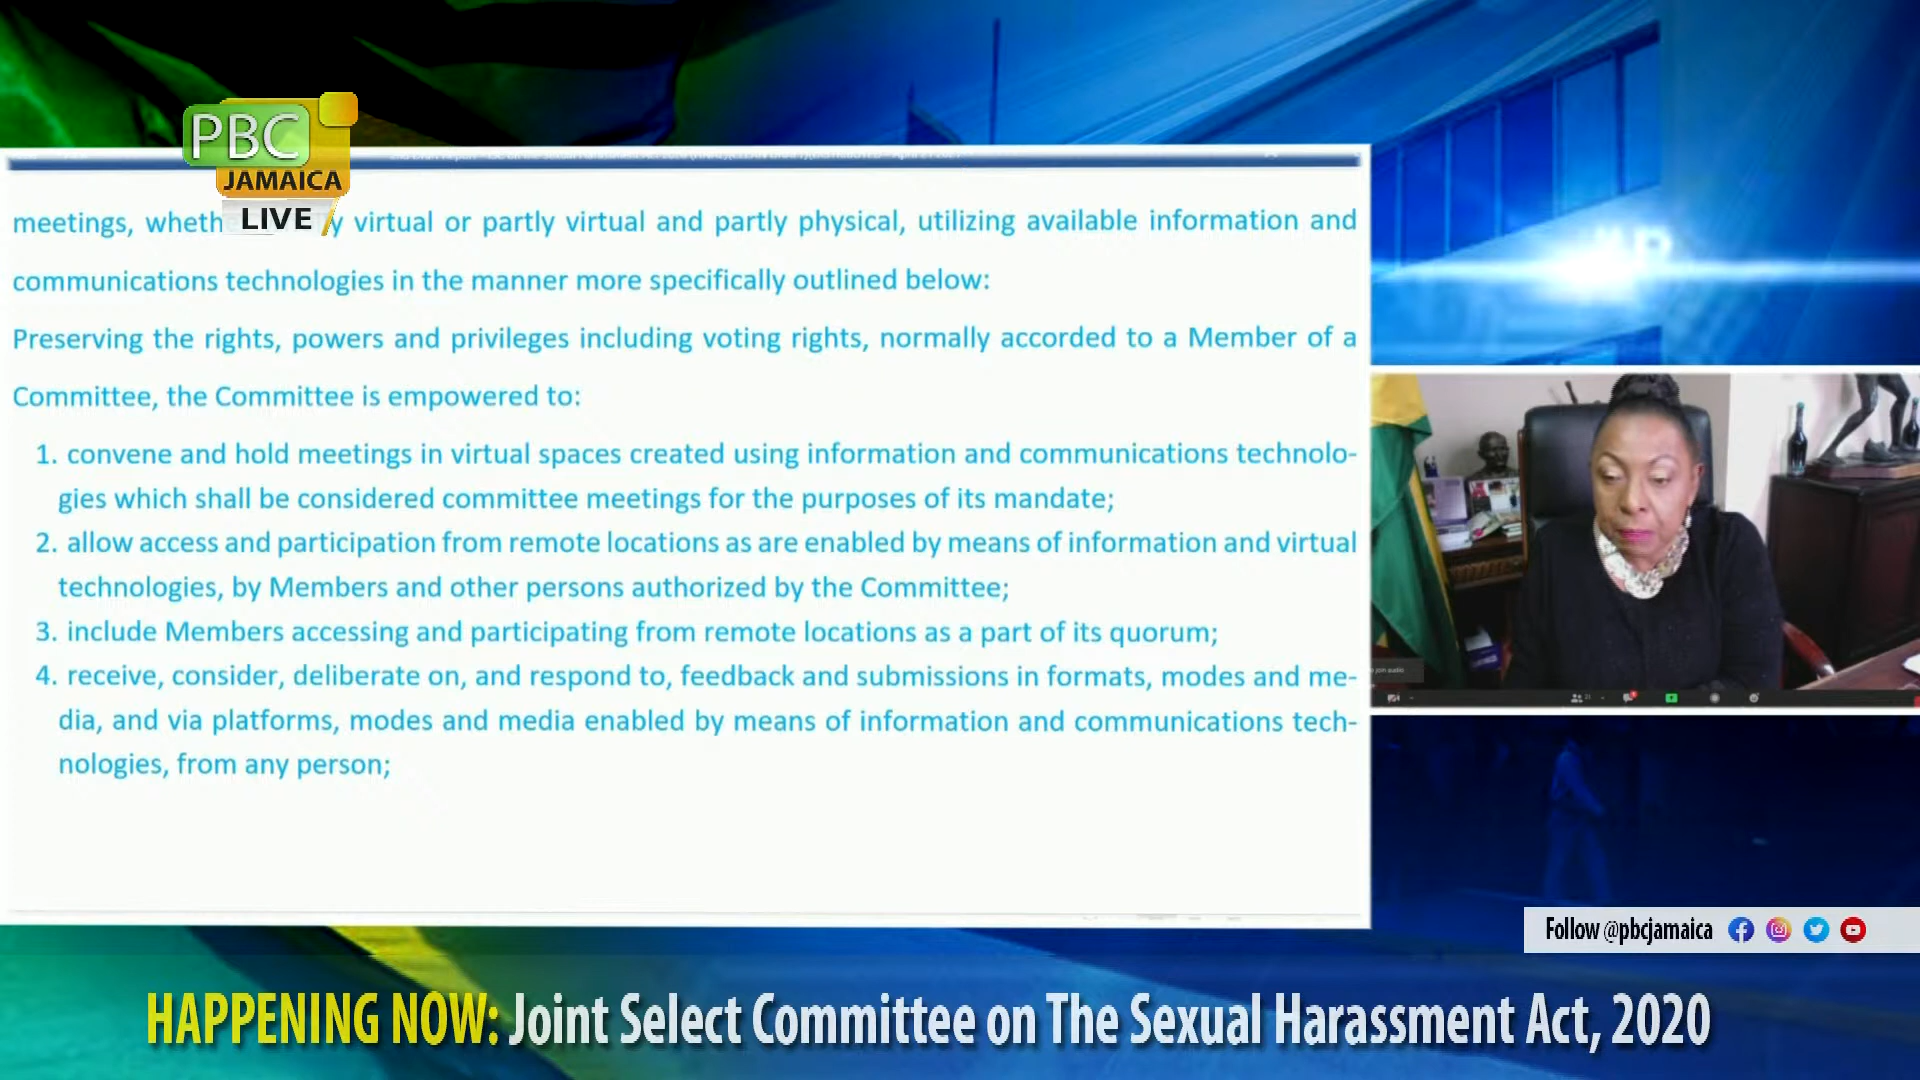 PBC
JAMAICA
LIVE
meetings, wheth y virtual or partly virtual and partly physical, utilizing available information and
communications technologies in the manner more specifically outlined below:
Preserving the rights, powers and privileges including voting rights, normally accorded to a Member of a
Committee, the Committee is empowered to:
1. convene and hold meetings in virtual spaces created using information and communications technolo-
gies which shall be considered committee meetings for the purposes of its mandate;
2. allow access and participation from remote locations as are enabled by means of information and virtual
technologies, by Members and other persons authorized by the Committee;
3. include Members accessing and participating from remote locations as a part of its quorum;
4. receive, consider, deliberate on, and respond to, feedback and submissions in formats, modes and me-
dia, and via platforms, modes and media enabled by means of information and communications tech-
nologies, from any person;
Follow @pbcjamaica
HAPPENING NOW: Joint Select Committee on The Sexual Harassment Act, 2020